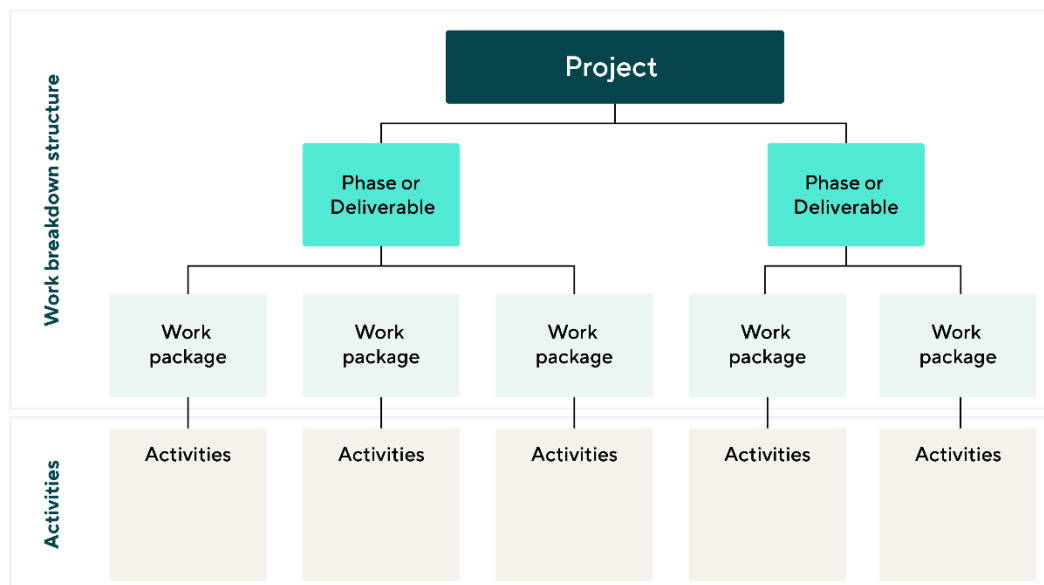 Work breakdown structure
Project
Phase or
Deliverable
Phase or
Deliverable
Work
package
Work
package
Work
package
Work
package
Work
package
Activities
Activities
Activities
Activities
Activities
Activities